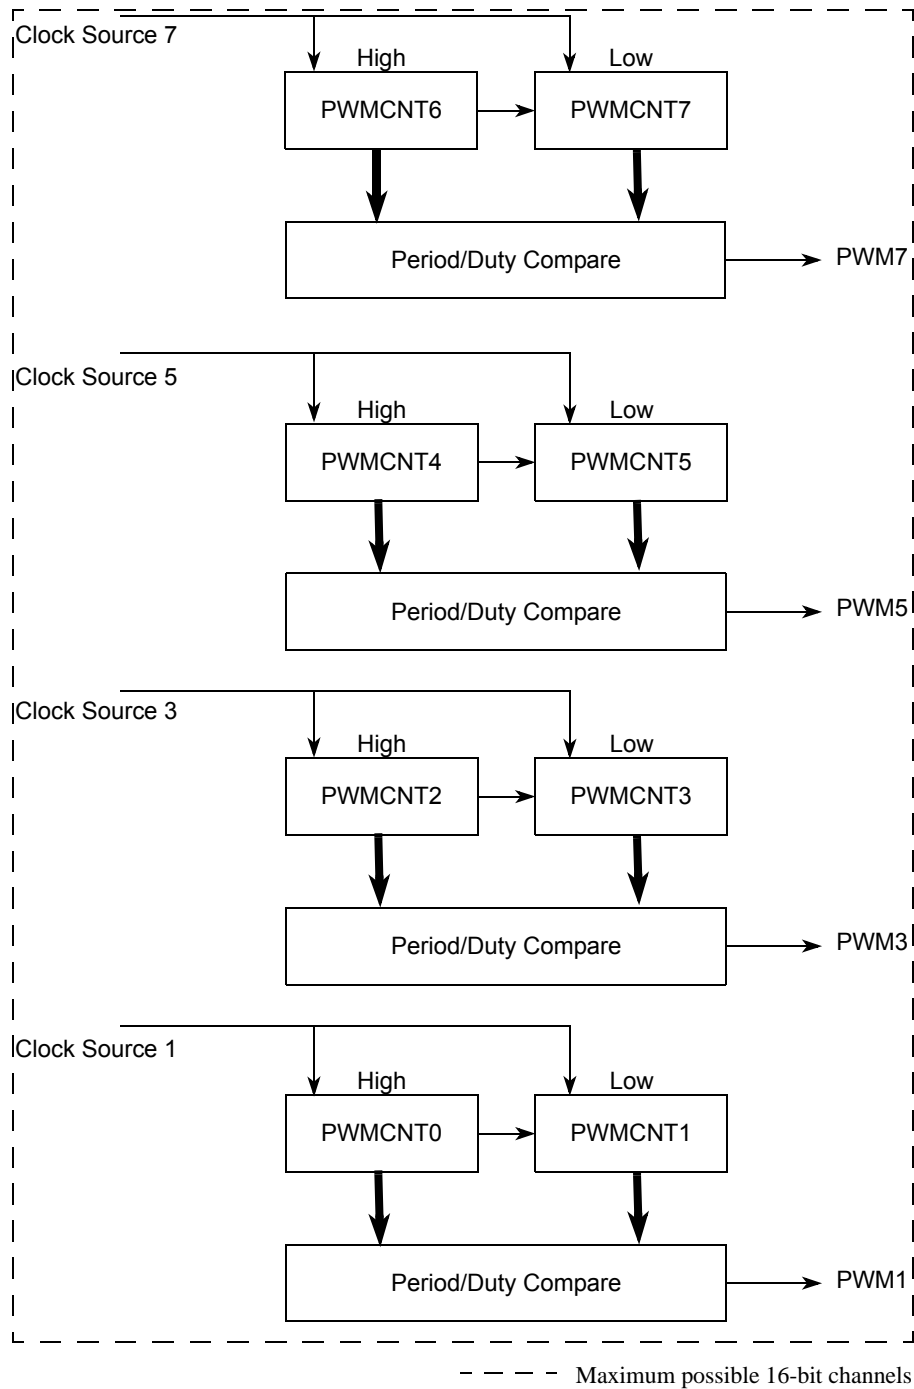 Clock Source 7
High Low
PWMCNT6 PWMCNT7
Period/Duty Compare PWM7
Clock Source 5
High Low
PWMCNT4 PWMCNT5
Period/Duty Compare PWM5
Clock Source 3
High Low
PWMCNT2 PWMCNT3
Period/Duty Compare PWM3
Clock Source 1
High Low
PWMCNT0 PWMCNT1
Period/Duty Compare PWM1
Maximum possible 16-bit channels